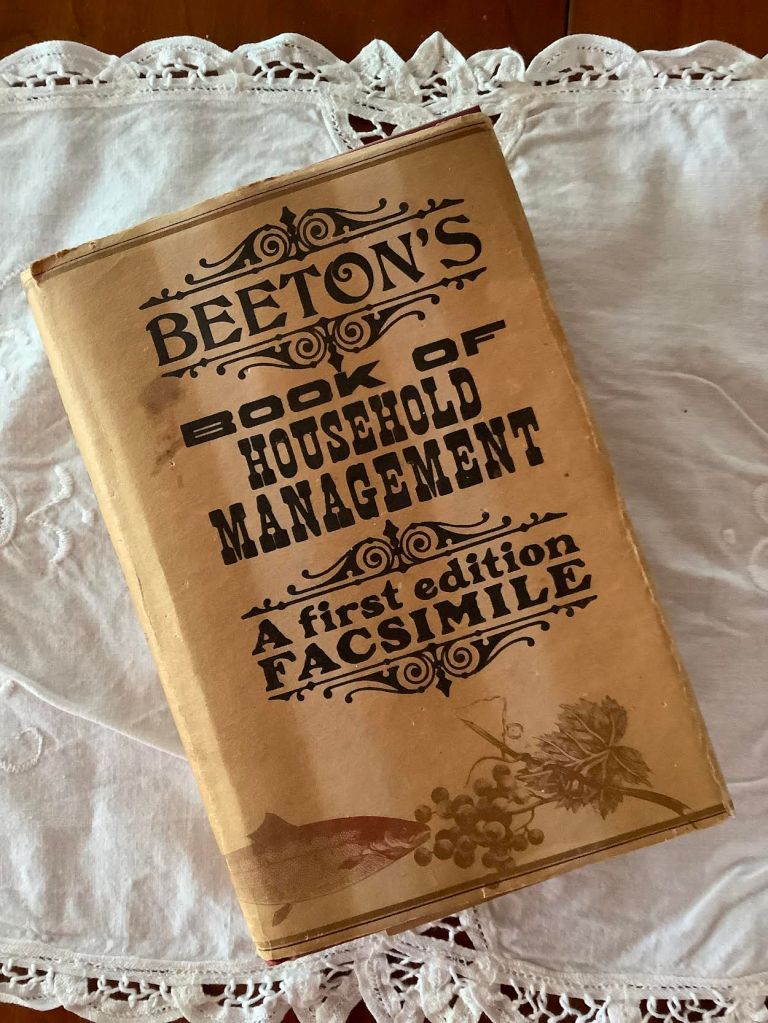 BEETON'S
BOOK OF
HOUSEHOLD
MANAGEMENT
A first edition
FACSIMILE